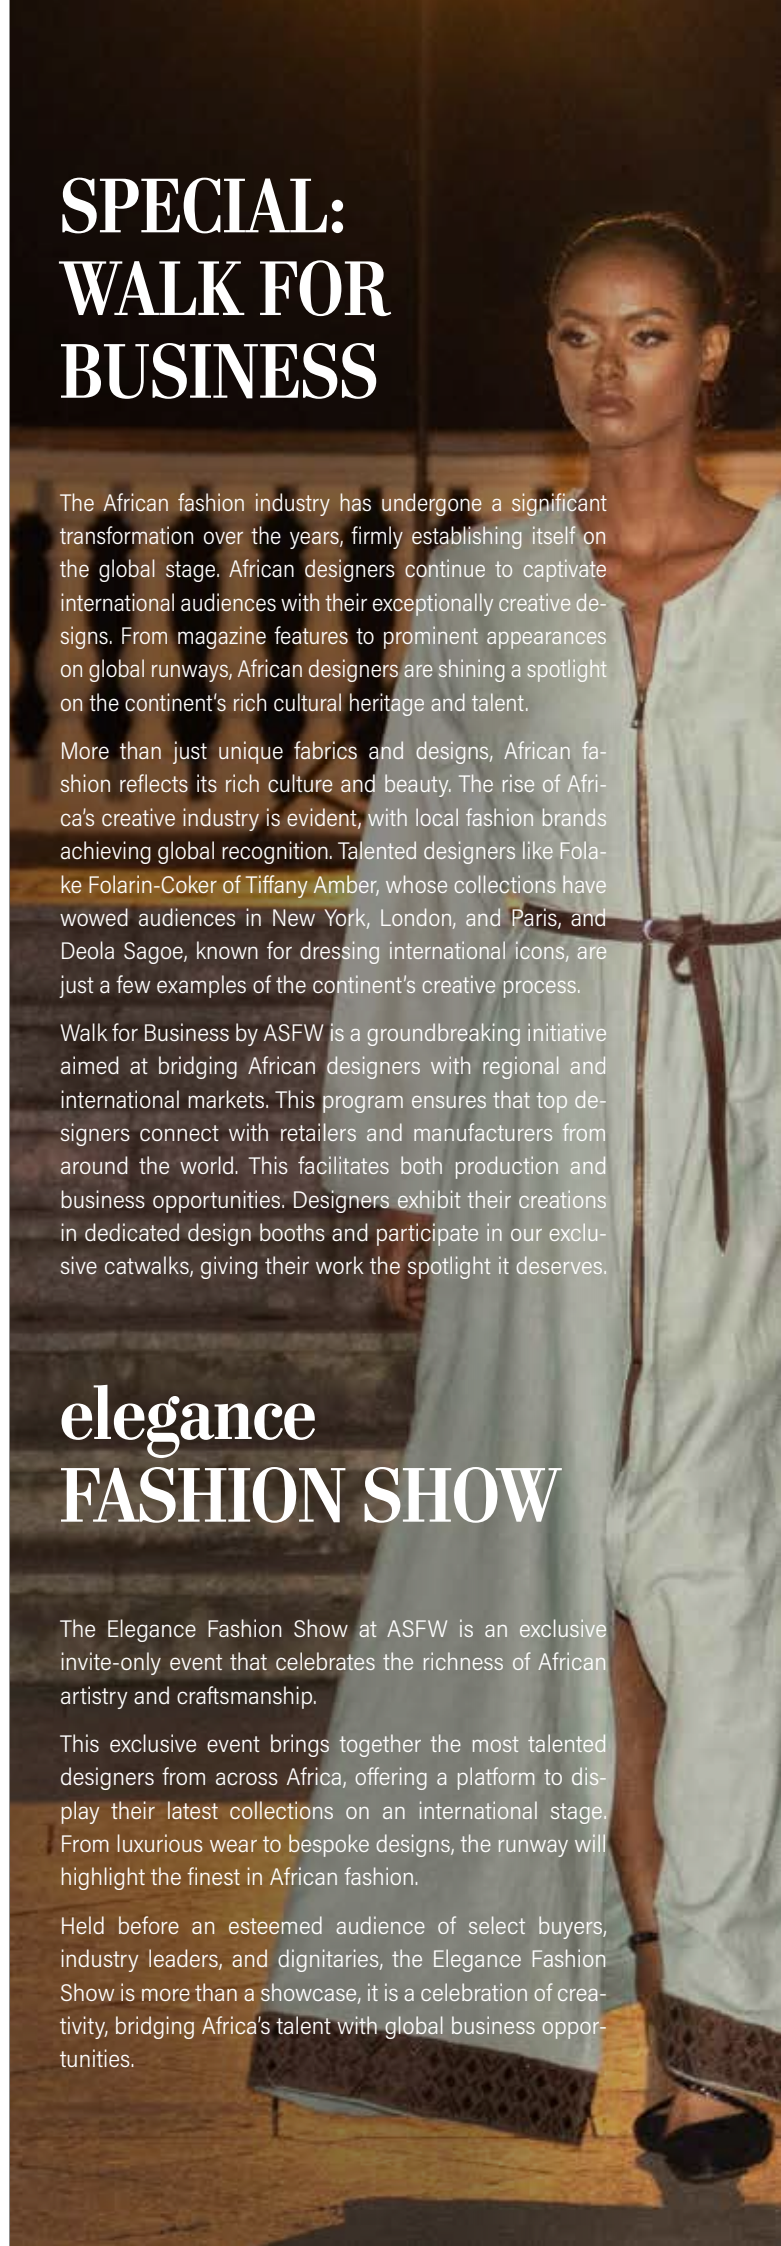 SPECIAL:
WALK FOR
BUSINESS
The African fashion industry has undergone a significant
transformation over the years, firmly establishing itself on
the global stage. African designers continue to captivate
international audiences with their exceptionally creative de-
signs. From magazine features to prominent appearances
on global runways, African designers are shining a spotlight
on the continent's rich cultural heritage and talent.
More than just unique fabrics and designs, African fa-
shion reflects its rich culture and beauty. The rise of Afri-
ca's creative industry is evident, with local fashion brands
achieving global recognition. Talented designers like Fola-
ke Folarin-Coker of Tiffany Amber, whose collections have
wowed audiences in New York, London, and Paris, and
Deola Sagoe, known for dressing international icons, are
just a few examples of the continent's creative process.
Walk for Business by ASFW is a groundbreaking initiative
aimed at bridging African designers with regional and
international markets. This program ensures that top de-
signers connect with retailers and manufacturers from
around the world. This facilitates both production and
business opportunities. Designers exhibit their creations
in dedicated design booths and participate in our exclu-
sive catwalks, giving their work the spotlight it deserves.
elegance
FASHION SHOW
The Elegance Fashion Show at ASFW is an exclusive
invite-only event that celebrates the richness of African
artistry and craftsmanship.
This exclusive event brings together the most talented
designers from across Africa, offering a platform to dis-
play their latest collections on an international stage.
From luxurious wear to bespoke designs, the runway will
highlight the finest in African fashion.
Held before an esteemed audience of select buyers,
industry leaders, and dignitaries, the Elegance Fashion
Show is more than a showcase, it is a celebration of crea-
tivity, bridging Africa's talent with global business oppor-
tunities.